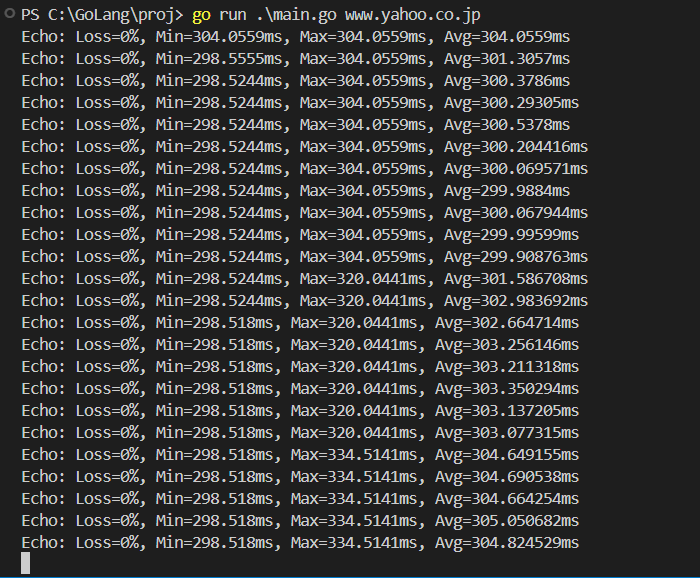 PS C:\GoLang\proj> go run .\main.go www.yahoo.co.jp
Echo: Loss=0%, Min=304.0559ms, Max=304.0559ms, Avg=304.0559ms
Echo: Loss=0%, Min=298.5555ms, Max=304.0559ms, Avg=301.3057ms
Echo: Loss=0%, Min=298.5244ms, Max=304.0559ms, Avg=300.3786ms
Echo: Loss=0%, Min=298.5244ms, Max=304.0559ms, Avg=300.29305ms
Echo: Loss=0%, Min=298.5244ms, Max=304.0559ms, Avg=300.5378ms
Echo: Loss=0%, Min=298.5244ms, Max=304.0559ms, Avg=300.204416ms
Echo: Loss=0%, Min=298.5244ms, Max=304.0559ms, Avg=300.069571ms
Echo: Loss=0%, Min=298.5244ms, Max=304.0559ms, Avg=299.9884ms
Echo: Loss=0%, Min=298.5244ms, Max=304.0559ms, Avg=300.067944ms
Echo: Loss=0%, Min=298.5244ms, Max=304.0559ms, Avg=299.99599ms
Echo: Loss=0%, Min=298.5244ms, Max=304.0559ms, Avg=299.908763ms
Echo: Loss=0%, Min=298.5244ms, Max=320.0441ms, Avg=301.586708ms
Echo: Loss=0%, Min=298.5244ms, Max=320.0441ms, Avg=302.983692ms
Echo: Loss=0%, Min=298.518ms, Max=320.0441ms, Avg=302.664714ms
Echo: Loss=0%, Min=298.518ms, Max=320.0441ms, Avg=303.256146ms
Echo: Loss=0%, Min=298.518ms, Max=320.0441ms, Avg=303.211318ms
Echo: Loss=0%, Min=298.518ms, Max=320.0441ms, Avg=303.350294ms
Echo: Loss=0%, Min=298.518ms, Max=320.0441ms, Avg=303.137205ms
Echo: Loss=0%, Min=298.518ms, Max=320.0441ms, Avg=303.077315ms
Echo: Loss=0%, Min=298.518ms, Max=334.5141ms, Avg=304.649155ms
Echo: Loss=0%, Min=298.518ms, Max=334.5141ms, Avg=304.690538ms
Echo: Loss=0%, Min=298.518ms, Max=334.5141ms, Avg=304.664254ms
Echo: Loss=0%, Min=298.518ms, Max=334.5141ms, Avg=305.050682ms
Echo: Loss=0%, Min=298.518ms, Max=334.5141ms, Avg=304.824529ms